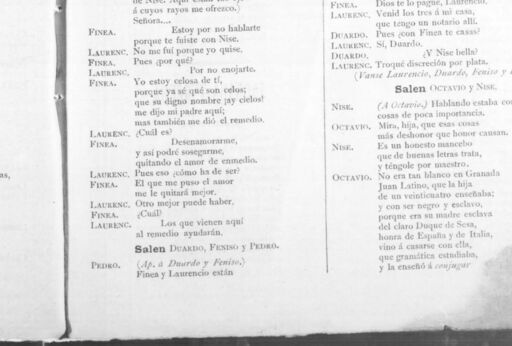 á cuyos rayos me ofrezco.)
Señora....
FINEA. Estoy por no hablarte
porque te fuiste con Nise.
LAURENC. No me fuí porque yo quise.
FINEA. Pues ¿por qué?
LAURENC. Por no enojarte.
FINEA. Yo estoy celosa de tí,
porque ya sé qué son celos;
que su digno nombre ¡ay cielos!
me dijo mi padre aquí;
mas también me dió el remedio.
LAURENC. ¿Cuál es?
FINEA. Desenamorarme,
y así podré sosegarme,
quitando el amor de enmedio.
LAURENC. Pues eso ¿cómo ha de ser?
FINEA. El que me puso el amor
me le quitará mejor.
LAURENC. Otro mejor puede haber.
FINEA. ¿Cuál?
LAURENC. Los que vienen aquí
al remedio ayudarán.
Salen DUARDO, FENISO y PEDRO.
PEDRO. (Ap. á Duardo y Feniso.)
Finea y Laurencio están
FINEA. Dios te lo pague, Laurencio.
LAURENC. Venid los tres á mi casa,
que tengo un notario allí.
DUARDO. Pues ¿con Finea te casas?
LAURENC. Sí, Duardo.
DUARDO. ¿Y Nise bella?
LAURENC. Troqué discreción por plata.
(Vanse Laurencio, Duardo, Feniso y
Salen OCTAVIO y NISE.
NISE. (A Octavio.) Hablando estaba
cosas de poca importancia.
OCTAVIO. Mira, hija, que esas cosas
más deshonor que honor causan.
NISE. Es un honesto mancebo
que de buenas letras trata,
y téngole por maestro.
OCTAVIO. No era tan blanco en Granada
Juan Latino, que la hija
de un veinticuatro enseñaba;
y con ser negro y esclavo,
porque era su madre esclava
del claro Duque de Sesa,
honra de España y de Italia,
vino á casarse con ella,
que gramática estudiaba,
y la enseñó á conjugar
as,